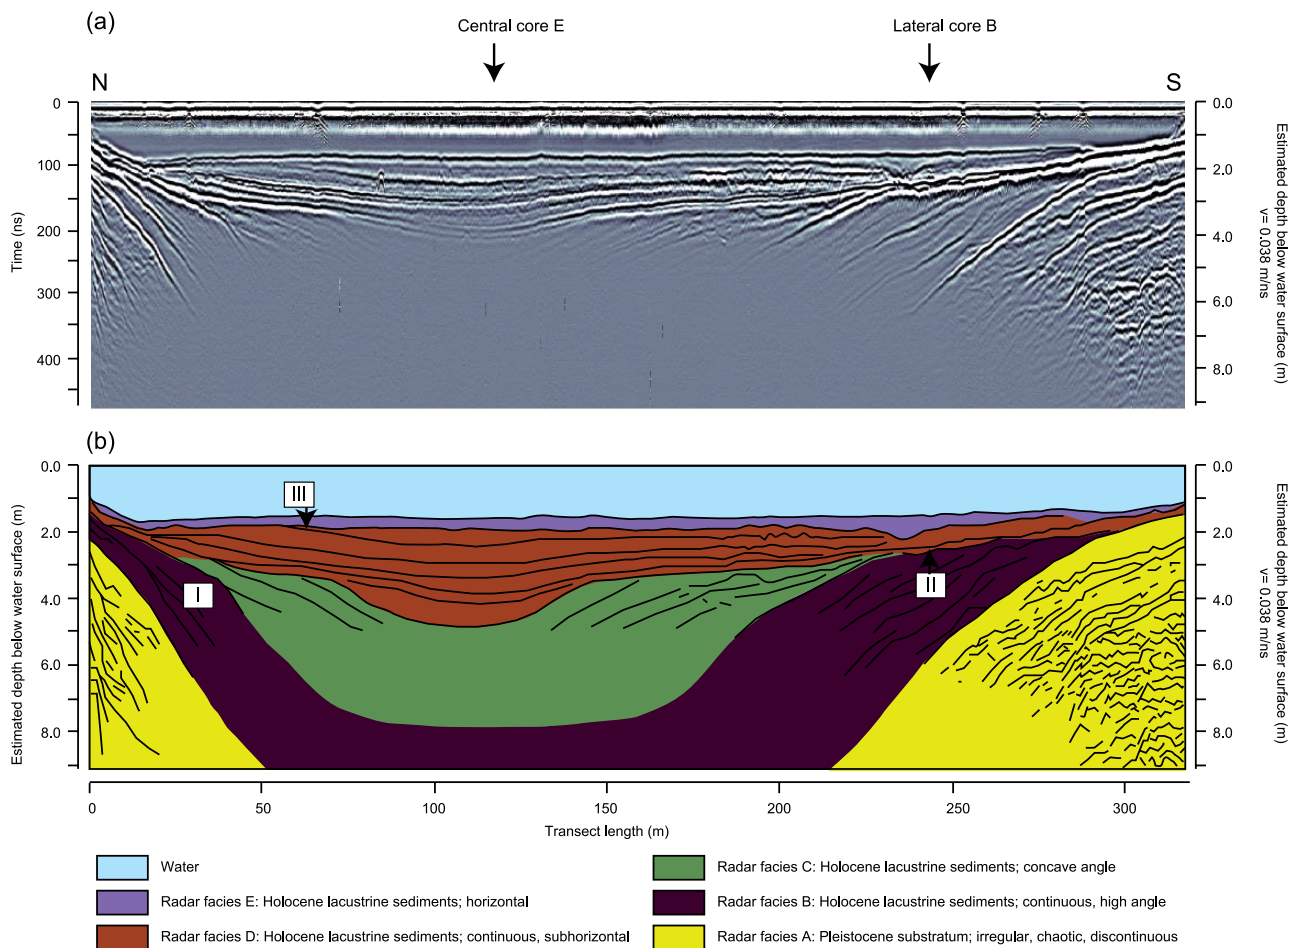 (a)
Central core E
Lateral core B
N
S
0
100
200
300
400
Time (ns)
0.0
2.0
4.0
6.0
8.0
Estimated depth below water surface (m)
v= 0.038 m/ns
(b)
0.0
2.0
4.0
6.0
8.0
Estimated depth below water surface (m)
III
I
II
0.0
2.0
4.0
6.0
8.0
Estimated depth below water surface (m)
v= 0.038 m/ns
0 50 100 150 200 250 300
Transect length (m)
Water
Radar facies E: Holocene lacustrine sediments; horizontal
Radar facies D: Holocene lacustrine sediments; continuous, subhorizontal
Radar facies C: Holocene lacustrine sediments; concave angle
Radar facies B: Holocene lacustrine sediments; continuous, high angle
Radar facies A: Pleistocene substratum; irregular, chaotic, discontinuous